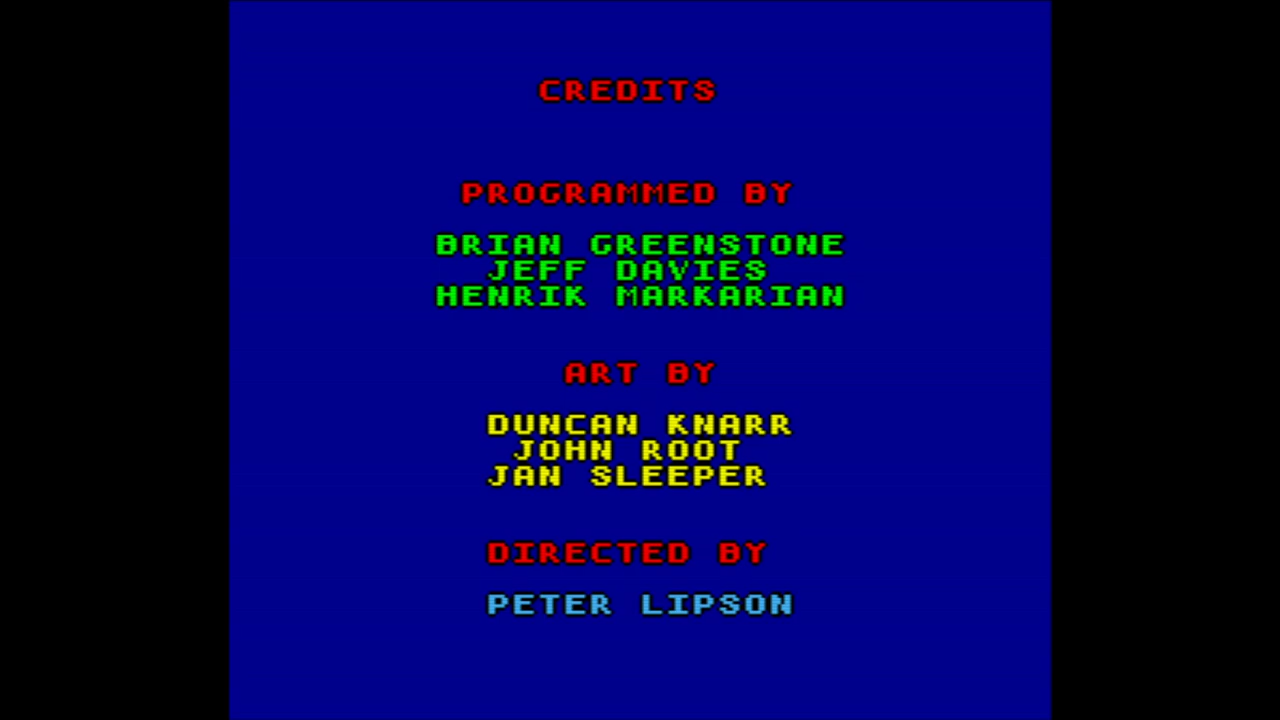 CREDITS
PROGRAMMED BY
BRIAN GREENSTONE
JEFF DAVIES
HENRIK MARKARIAN
ART BY
DUNCAN KNARR
JOHN ROOT
JAN SLEEPER
DIRECTED BY
PETER LIPSON